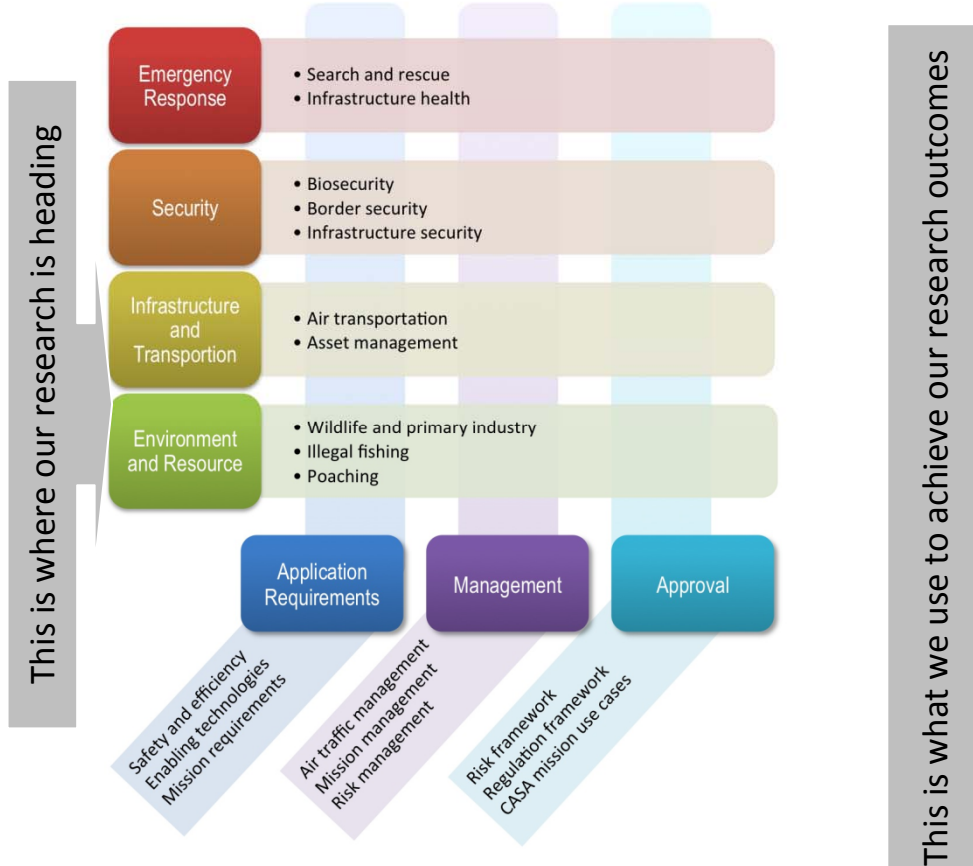 This is where our research is heading
Emergency
Response
• Search and rescue
• Infrastructure health
Security
• Biosecurity
• Border security
• Infrastructure security
Infrastructure
and
Transportion
• Air transportation
• Asset management
Environment
and Resource
• Wildlife and primary industry
• Illegal fishing
• Poaching
Application
Requirements
Management
Approval
Safety and efficiency
Enabling technologies
Mission requirements
Air traffic management
Mission management
Risk management
Risk framework
Regulation framework
CASA mission use cases
This is what we use to achieve our research outcomes